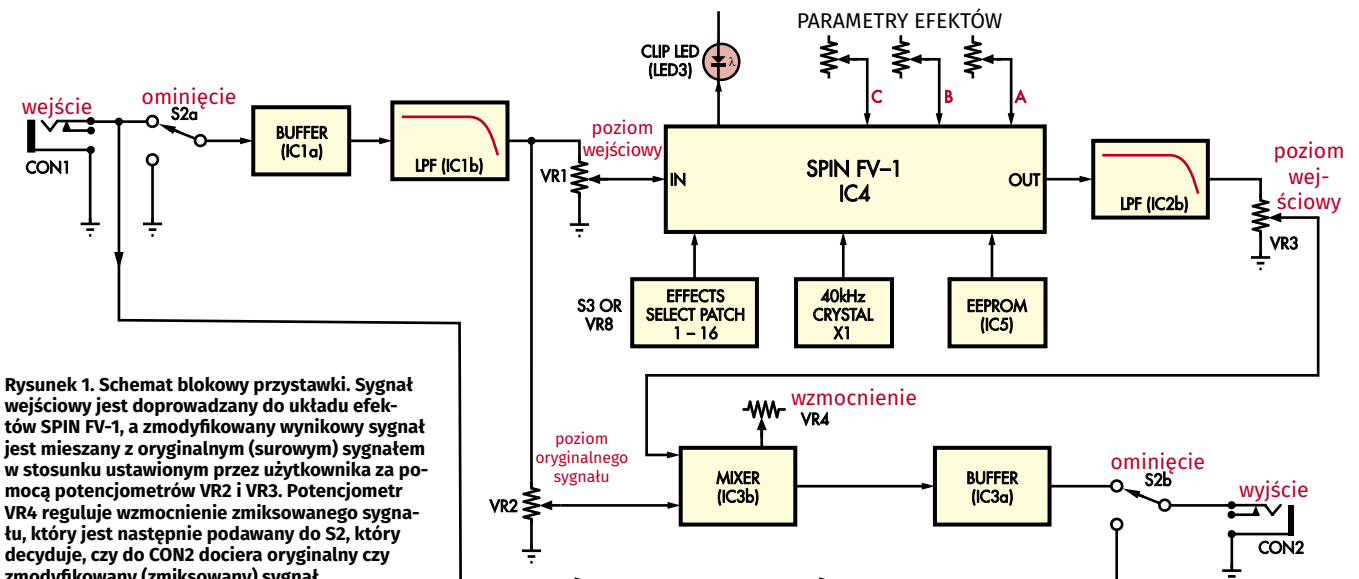 PARAMETRY EFEKTÓW
CLIP LED
(LED3)
C
B
A
wejście
ominięcie
S2a
CON1
BUFFER
(IC1a)
LPF (IC1b)
poziom
wejściowy
VR1
IN
SPIN FV–1
IC4
OUT
LPF (IC2b)
poziom
wej-
ściowy
VR3
S3 OR
VR8
EFFECTS
SELECT PATCH
1 – 16
40kHz
CRYSTAL
X1
EEPROM
(IC5)
Rysunek 1. Schemat blokowy przystawki. Sygnał
wejściowy jest doprowadzany do układu efek-
tów SPIN FV-1, a zmodyfikowany wynikowy sygnał
jest mieszany z oryginalnym (surowym) sygnałem
w stosunku ustawionym przez użytkownika za po-
mocą potencjometrów VR2 i VR3. Potencjometr
VR4 reguluje wzmocnienie zmiksowanego sygna-
łu, który jest następnie podawany do S2, który
decyduje, czy do CON2 dociera oryginalny czy
zmodyfikowany (zmiksowany) sygnał
wzmocnienie
VR4
poziom
oryginalnego
sygnału
VR2
MIXER
(IC3b)
BUFFER
(IC3a)
ominięcie
S2b
wyjście
CON2
λ